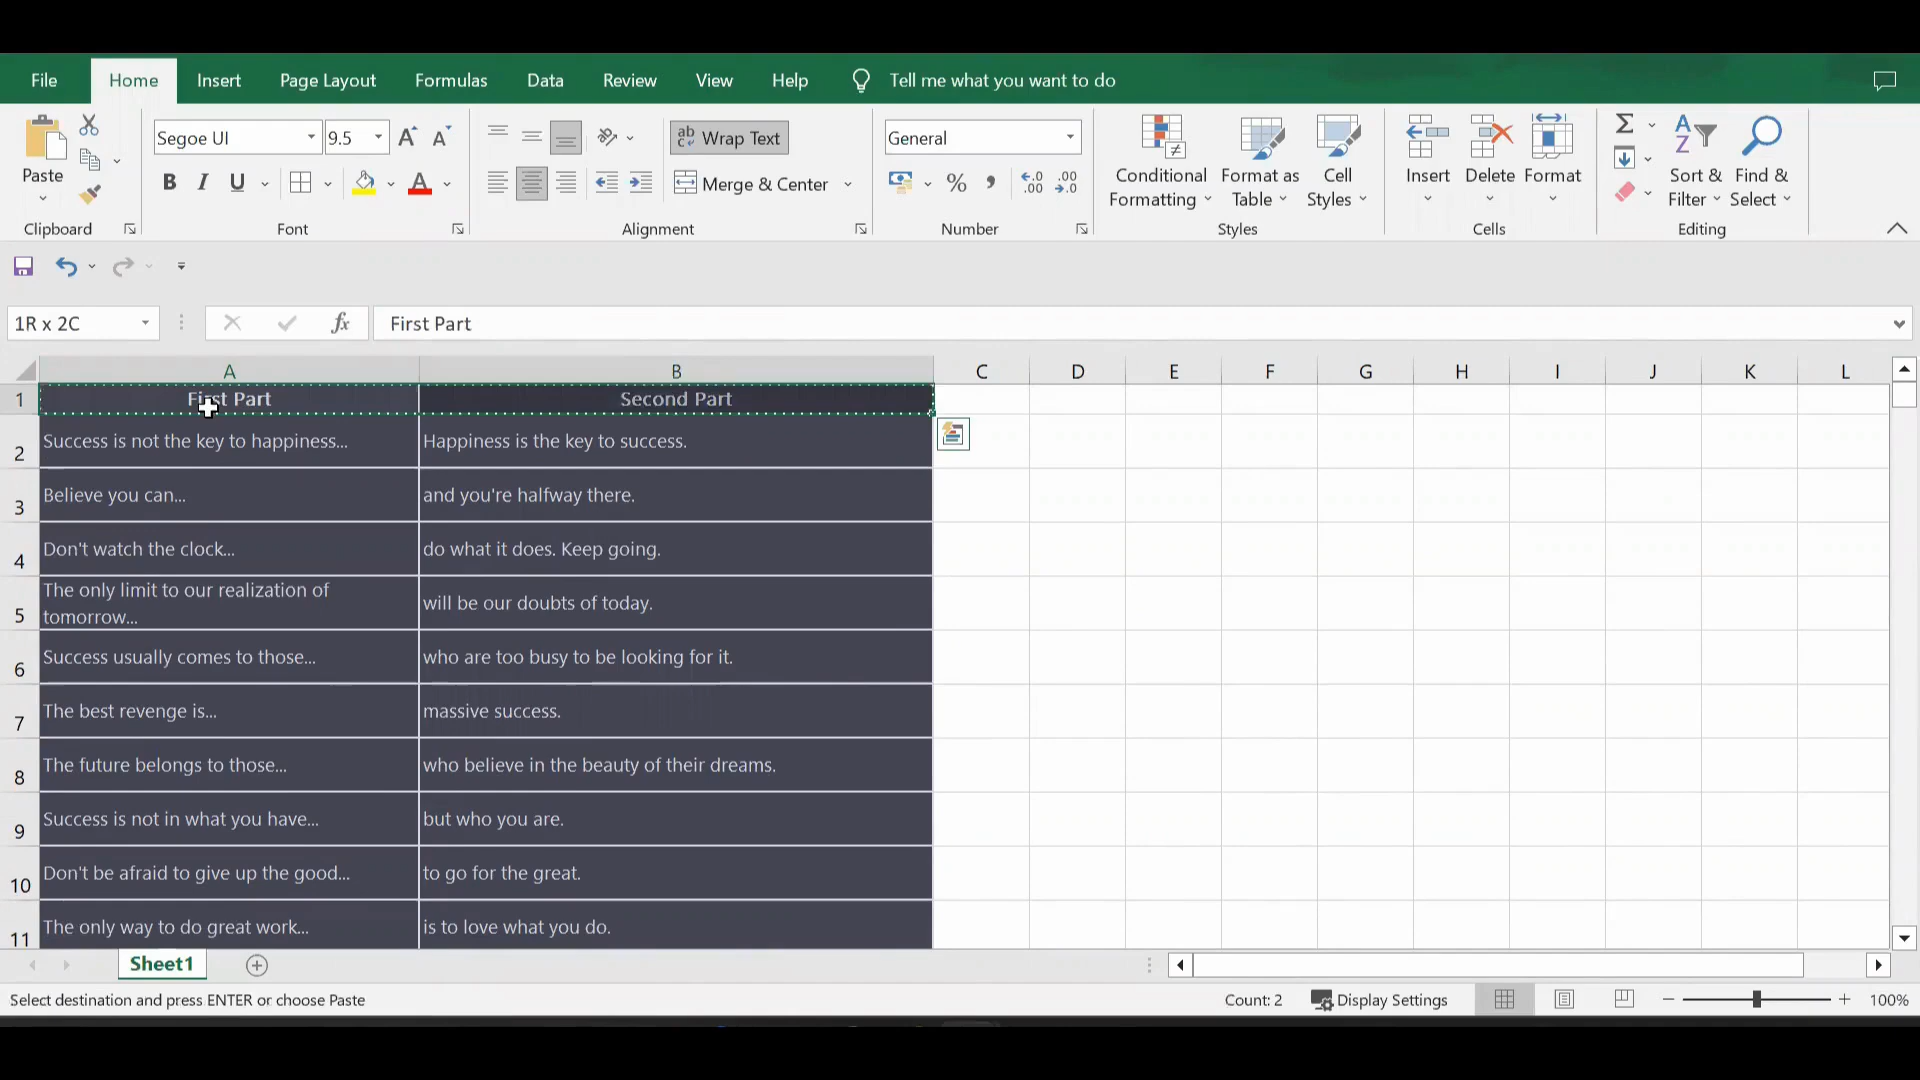 File Home Insert Page Layout Formulas Data Review View Help Tell me what you want to do
Segoe UI 9.5 A A ab Wrap Text General
Paste B I U A Merge & Center % , .00 .00 Conditional Formatting Format as Table Cell Styles Insert Delete Format Σ Sort & Filter Find & Select
Clipboard Font Alignment Number Styles Cells Editing
1R x 2C fx First Part
A B C D E F G H I J K L
1 First Part Second Part
2 Success is not the key to happiness... Happiness is the key to success.
3 Believe you can... and you're halfway there.
4 Don't watch the clock... do what it does. Keep going.
The only limit to our realization of
5 tomorrow... will be our doubts of today.
6 Success usually comes to those... who are too busy to be looking for it.
7 The best revenge is... massive success.
8 The future belongs to those... who believe in the beauty of their dreams.
9 Success is not in what you have... but who you are.
10 Don't be afraid to give up the good... to go for the great.
11 The only way to do great work... is to love what you do.
Sheet1
Select destination and press ENTER or choose Paste Count: 2 Display Settings 100%